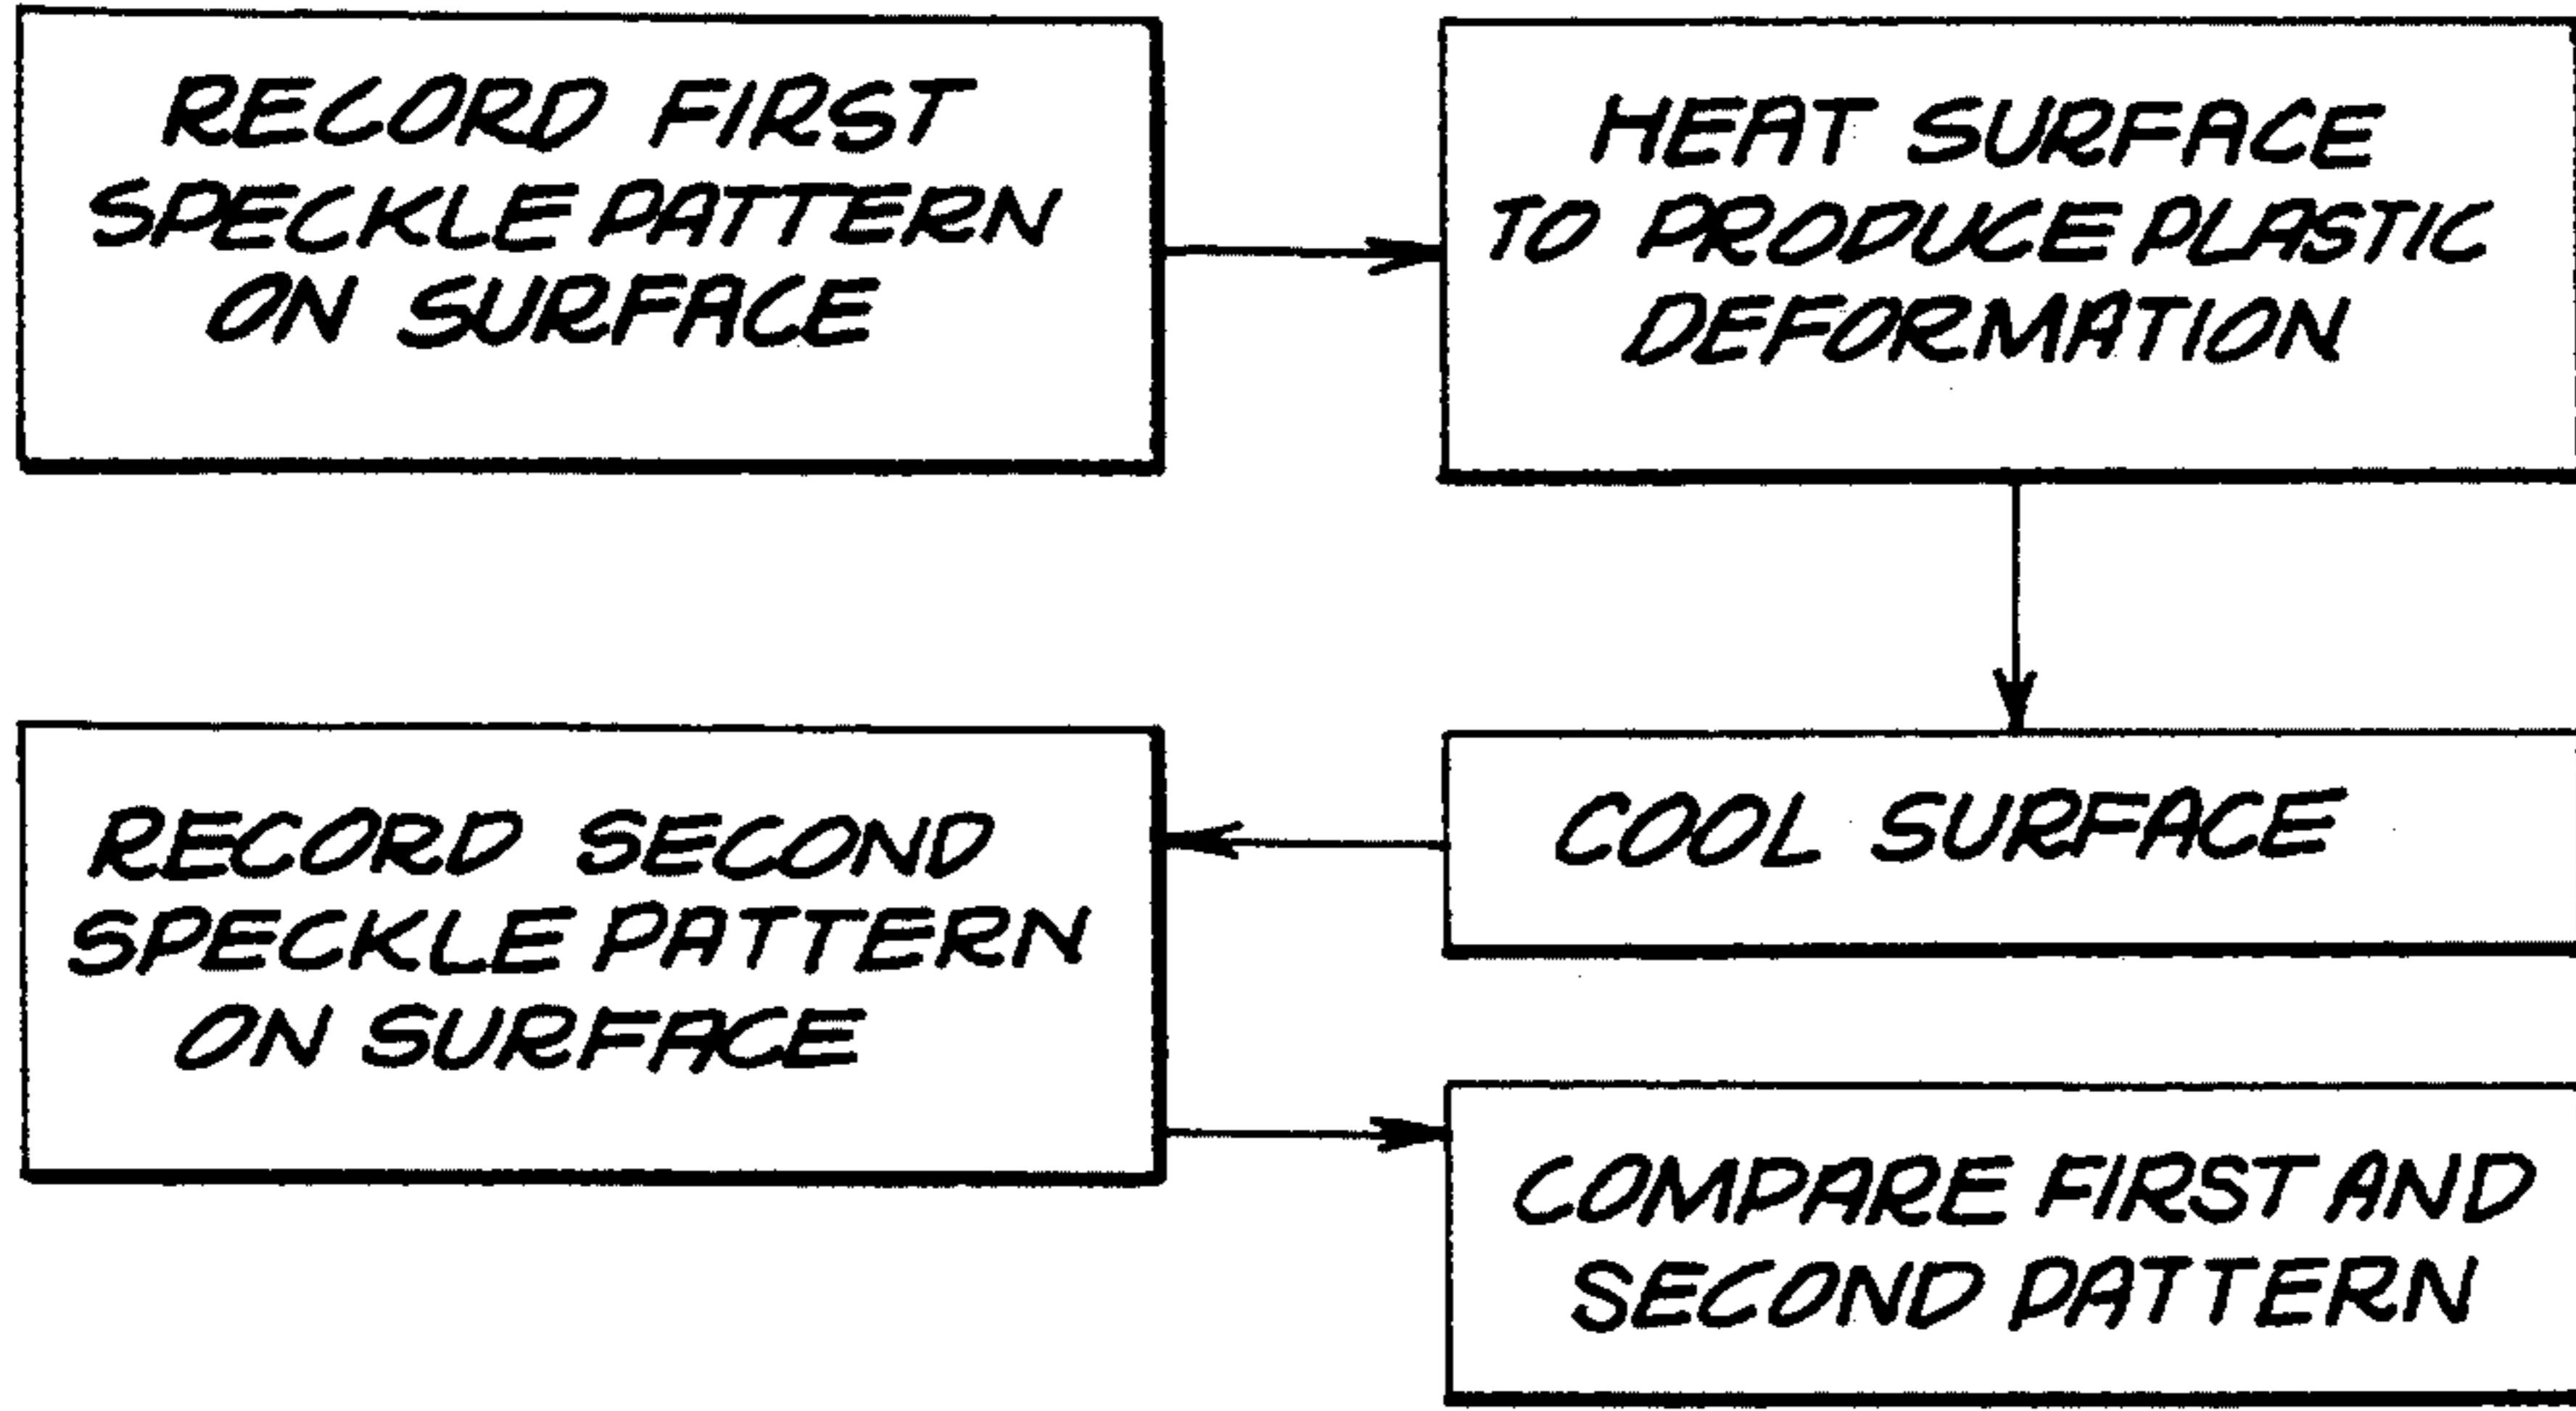 RECORD FIRST
SPECKLE PATTERN
ON SURFACE
HEAT SURFACE
TO PRODUCE PLASTIC
DEFORMATION
COOL SURFACE
RECORD SECOND
SPECKLE PATTERN
ON SURFACE
COMPARE FIRST AND
SECOND PATTERN